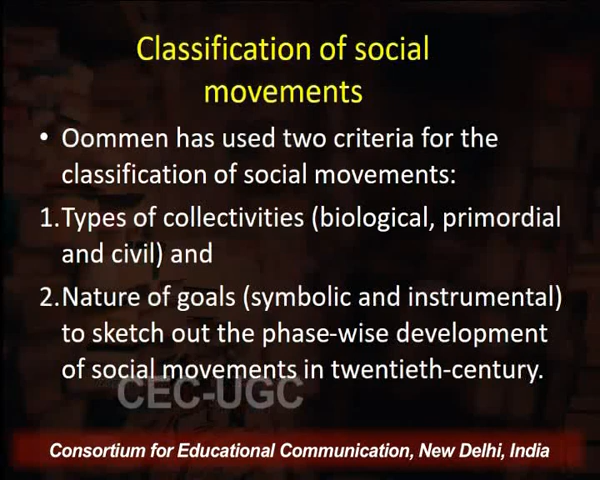 Classification of social
movements
• Oommen has used two criteria for the
classification of social movements:
1.Types of collectivities (biological, primordial
and civil) and
2.Nature of goals (symbolic and instrumental)
to sketch out the phase-wise development
of social movements in twentieth-century.
CEC-UGC
Consortium for Educational Communication, New Delhi, India